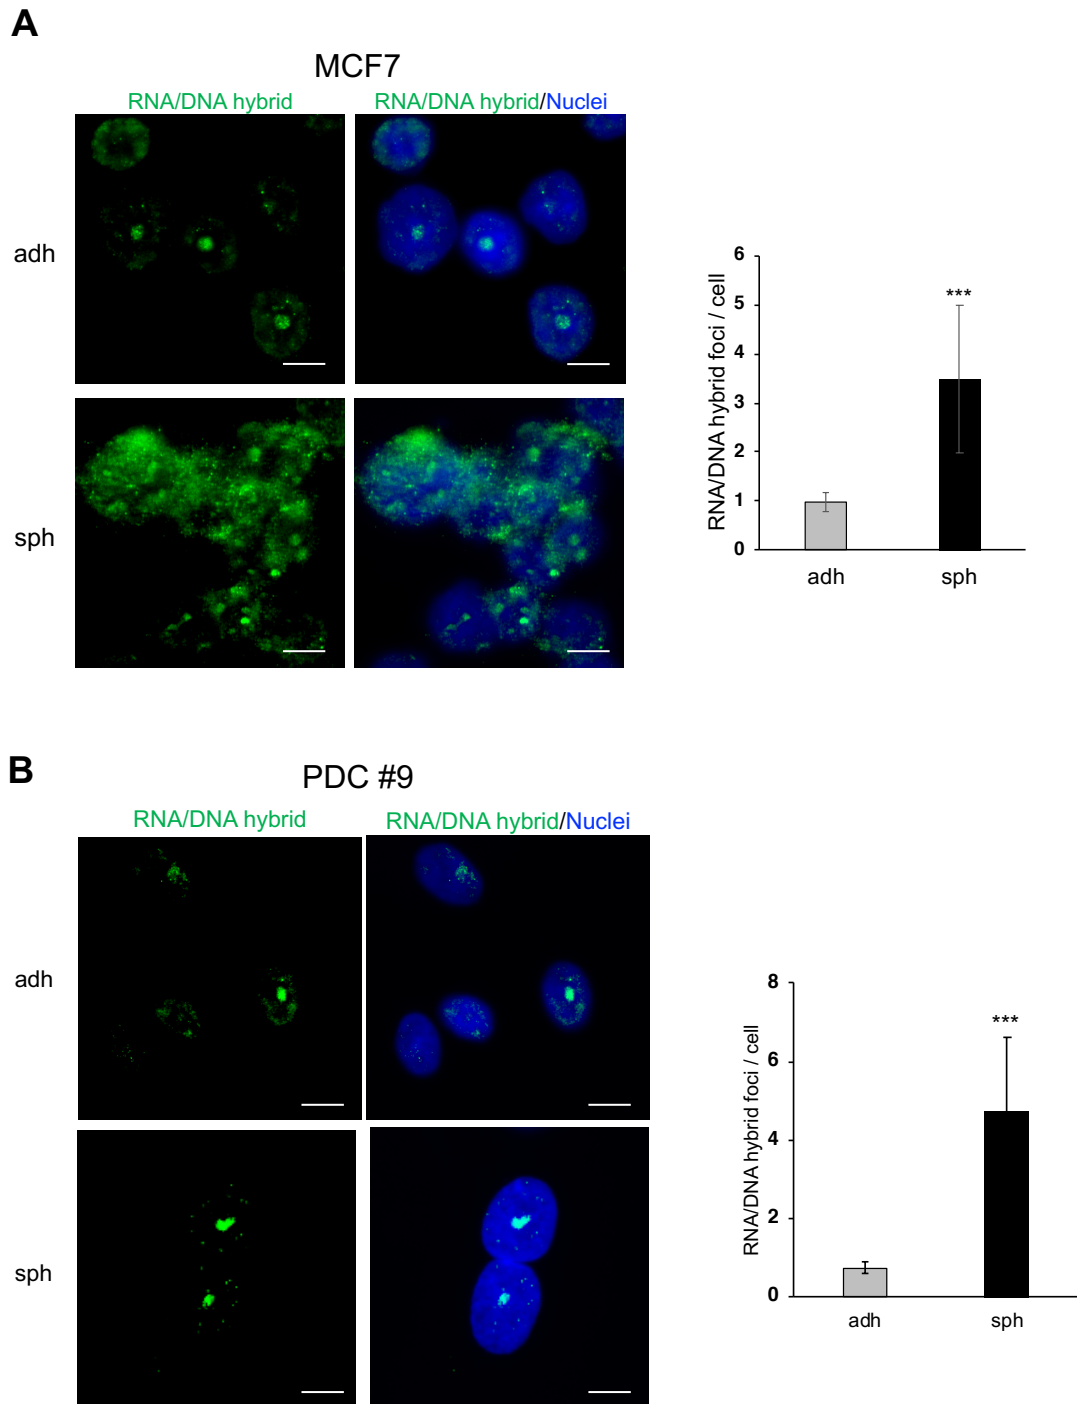 A
MCF7
RNA/DNA hybrid
RNA/DNA hybrid/Nuclei
adh
sph
RNA/DNA hybrid foci / cell
6
5
4
3
2
1
0
***
adh
sph
B
PDC #9
RNA/DNA hybrid
RNA/DNA hybrid/Nuclei
adh
sph
RNA/DNA hybrid foci / cell
8
6
4
2
0
***
adh
sph